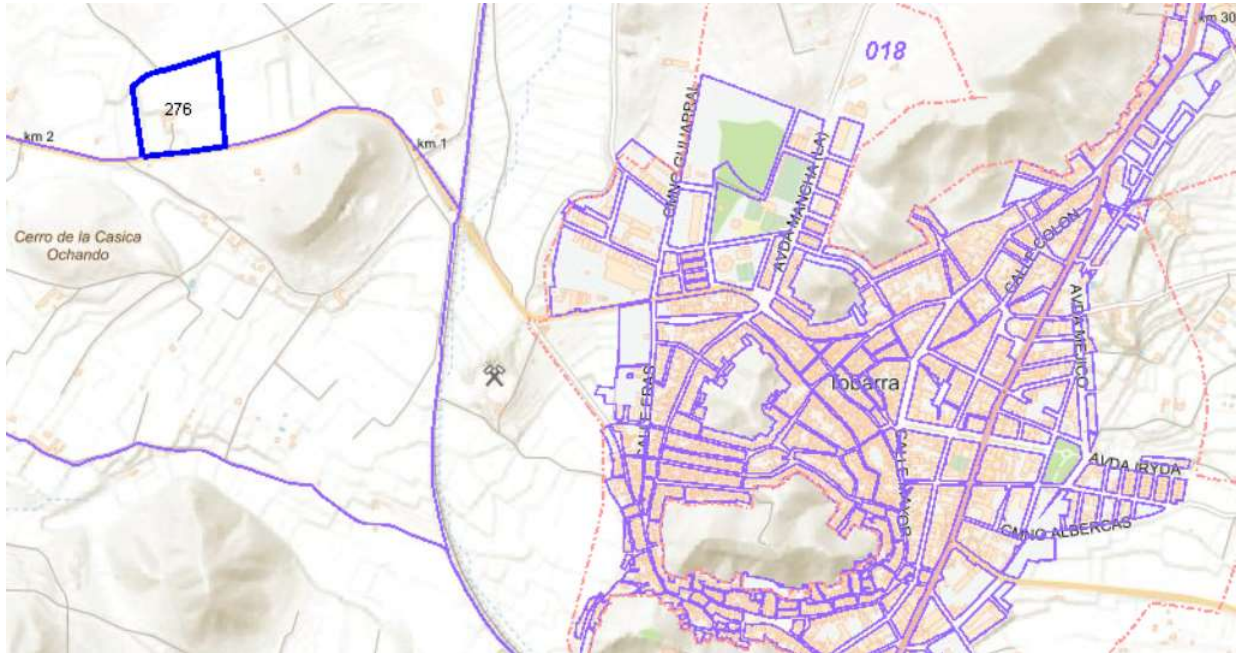 km 30
018
276
CMNO GUIJARRAL
km 2
km 1
AVDA MANCHA (LA)
Cerro de la Casica
Ochando
CALLE COLON
AVDA MEJICO
Tobarra
CALLE ERAS
CALLE MAYOR
AVDA IRYDA
CMNO ALBERCAS